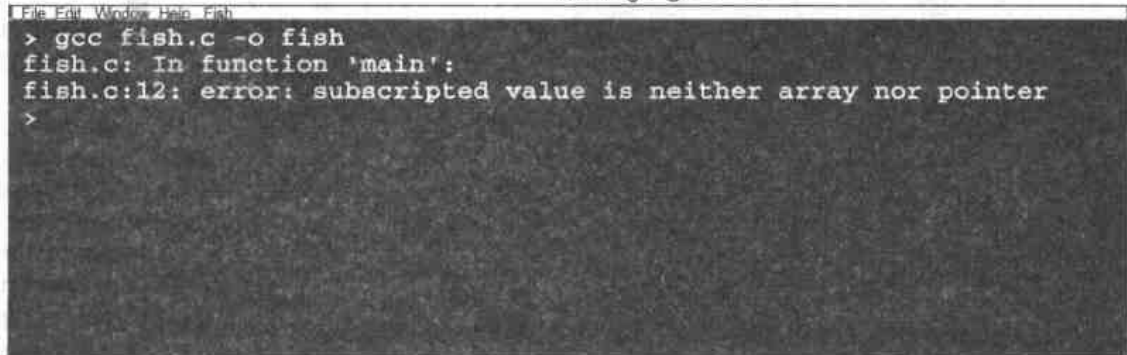 File Edit Window Help Fish
> gcc fish.c -o fish
fish.c: In function 'main':
fish.c:12: error: subscripted value is neither array nor pointer
>